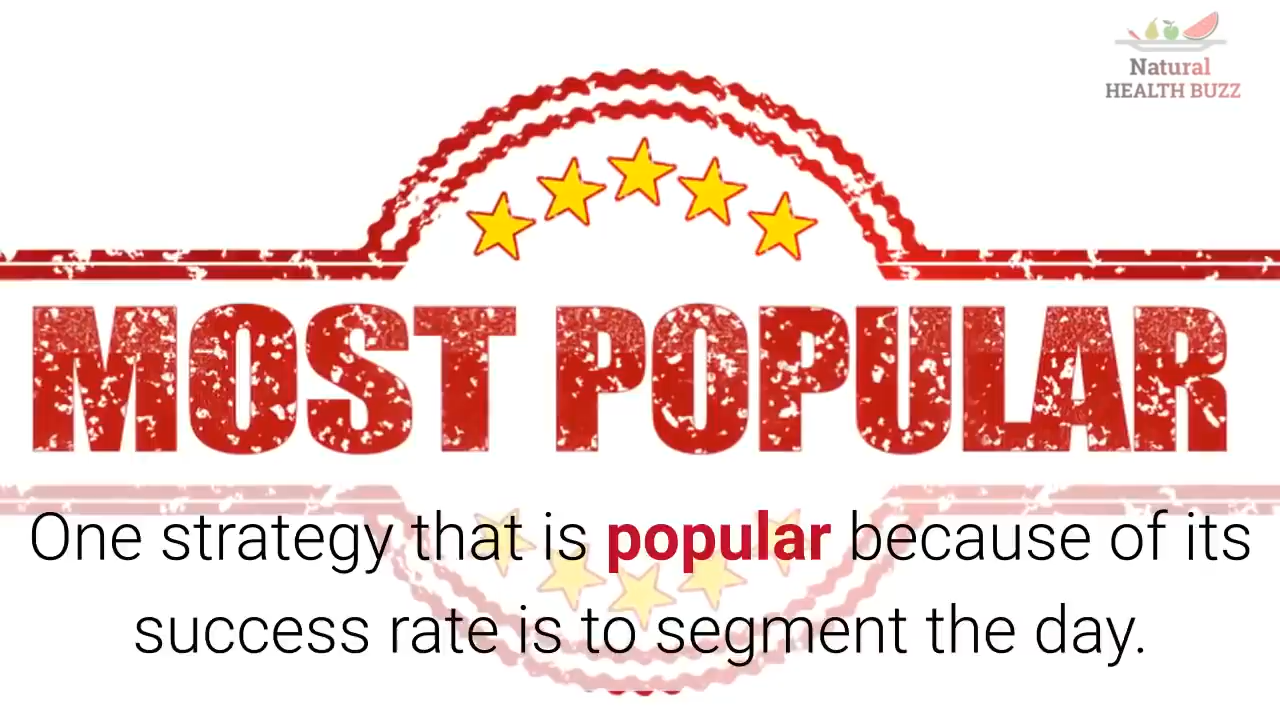 Natural
HEALTH BUZZ
MOST POPULAR
One strategy that is popular because of its
success rate is to segment the day.